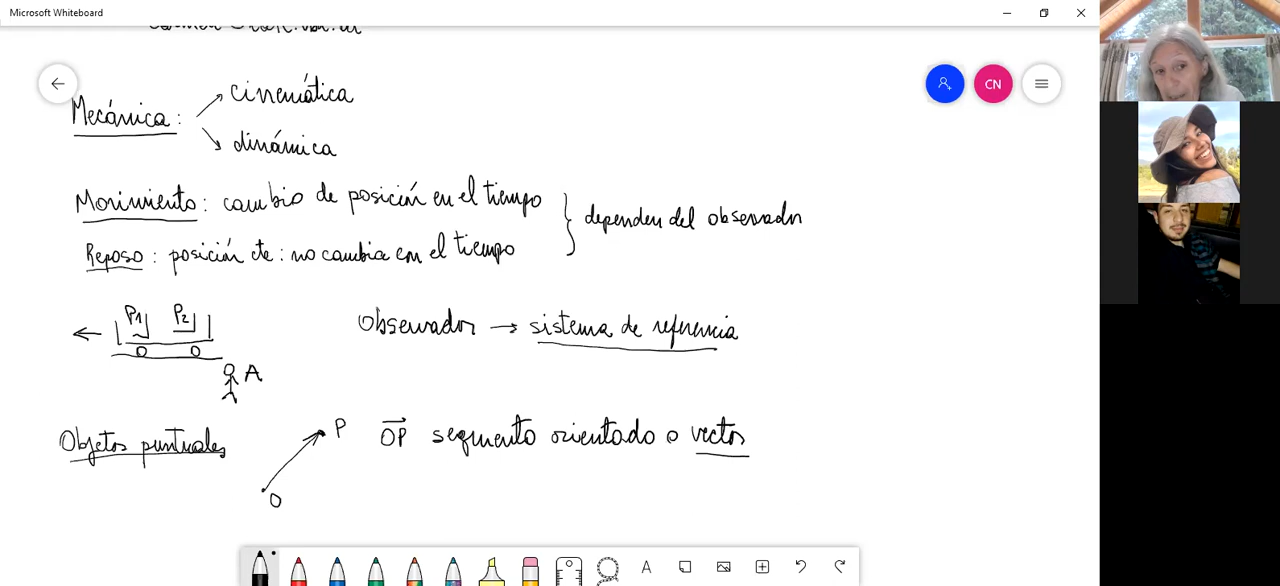 Microsoft Whiteboard
CN
Mecánica :
cinemática
dinámica
Movimiento : cambio de posición en el tiempo
dependen del observador
Reposo : posición cte : no cambia en el tiempo
P1 P2
Observador → sistema de referencia
A
Objetos puntuales
P OP segmento orientado o vector
O
A